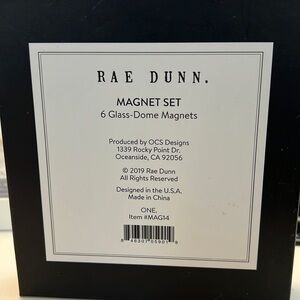 RAE DUNN.
MAGNET SET
6 Glass-Dome Magnets
Produced by OCS Designs
1339 Rocky Point Dr.
Oceanside, CA 92056
© 2019 Rae Dunn
All Rights Reserved
Designed in the U.S.A.
Made in China
ONE.
Item #MAG14